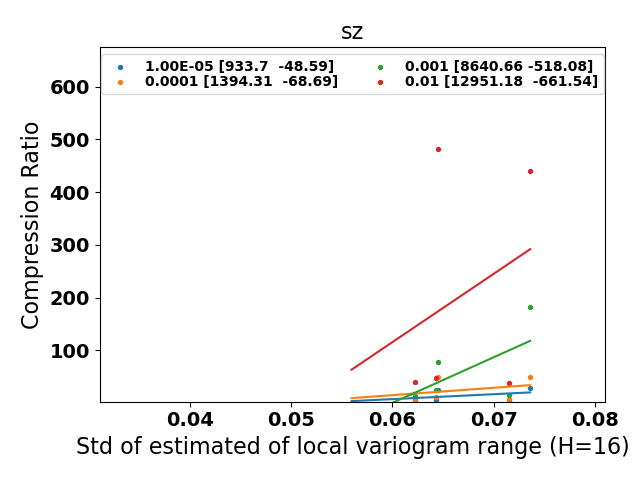 sz
1.00E-05 [933.7  -48.59]
0.0001 [1394.31  -68.69]
0.001 [8640.66 -518.08]
0.01 [12951.18  -661.54]
Compression Ratio
600
500
400
300
200
100
0.04 0.05 0.06 0.07 0.08
Std of estimated of local variogram range (H=16)